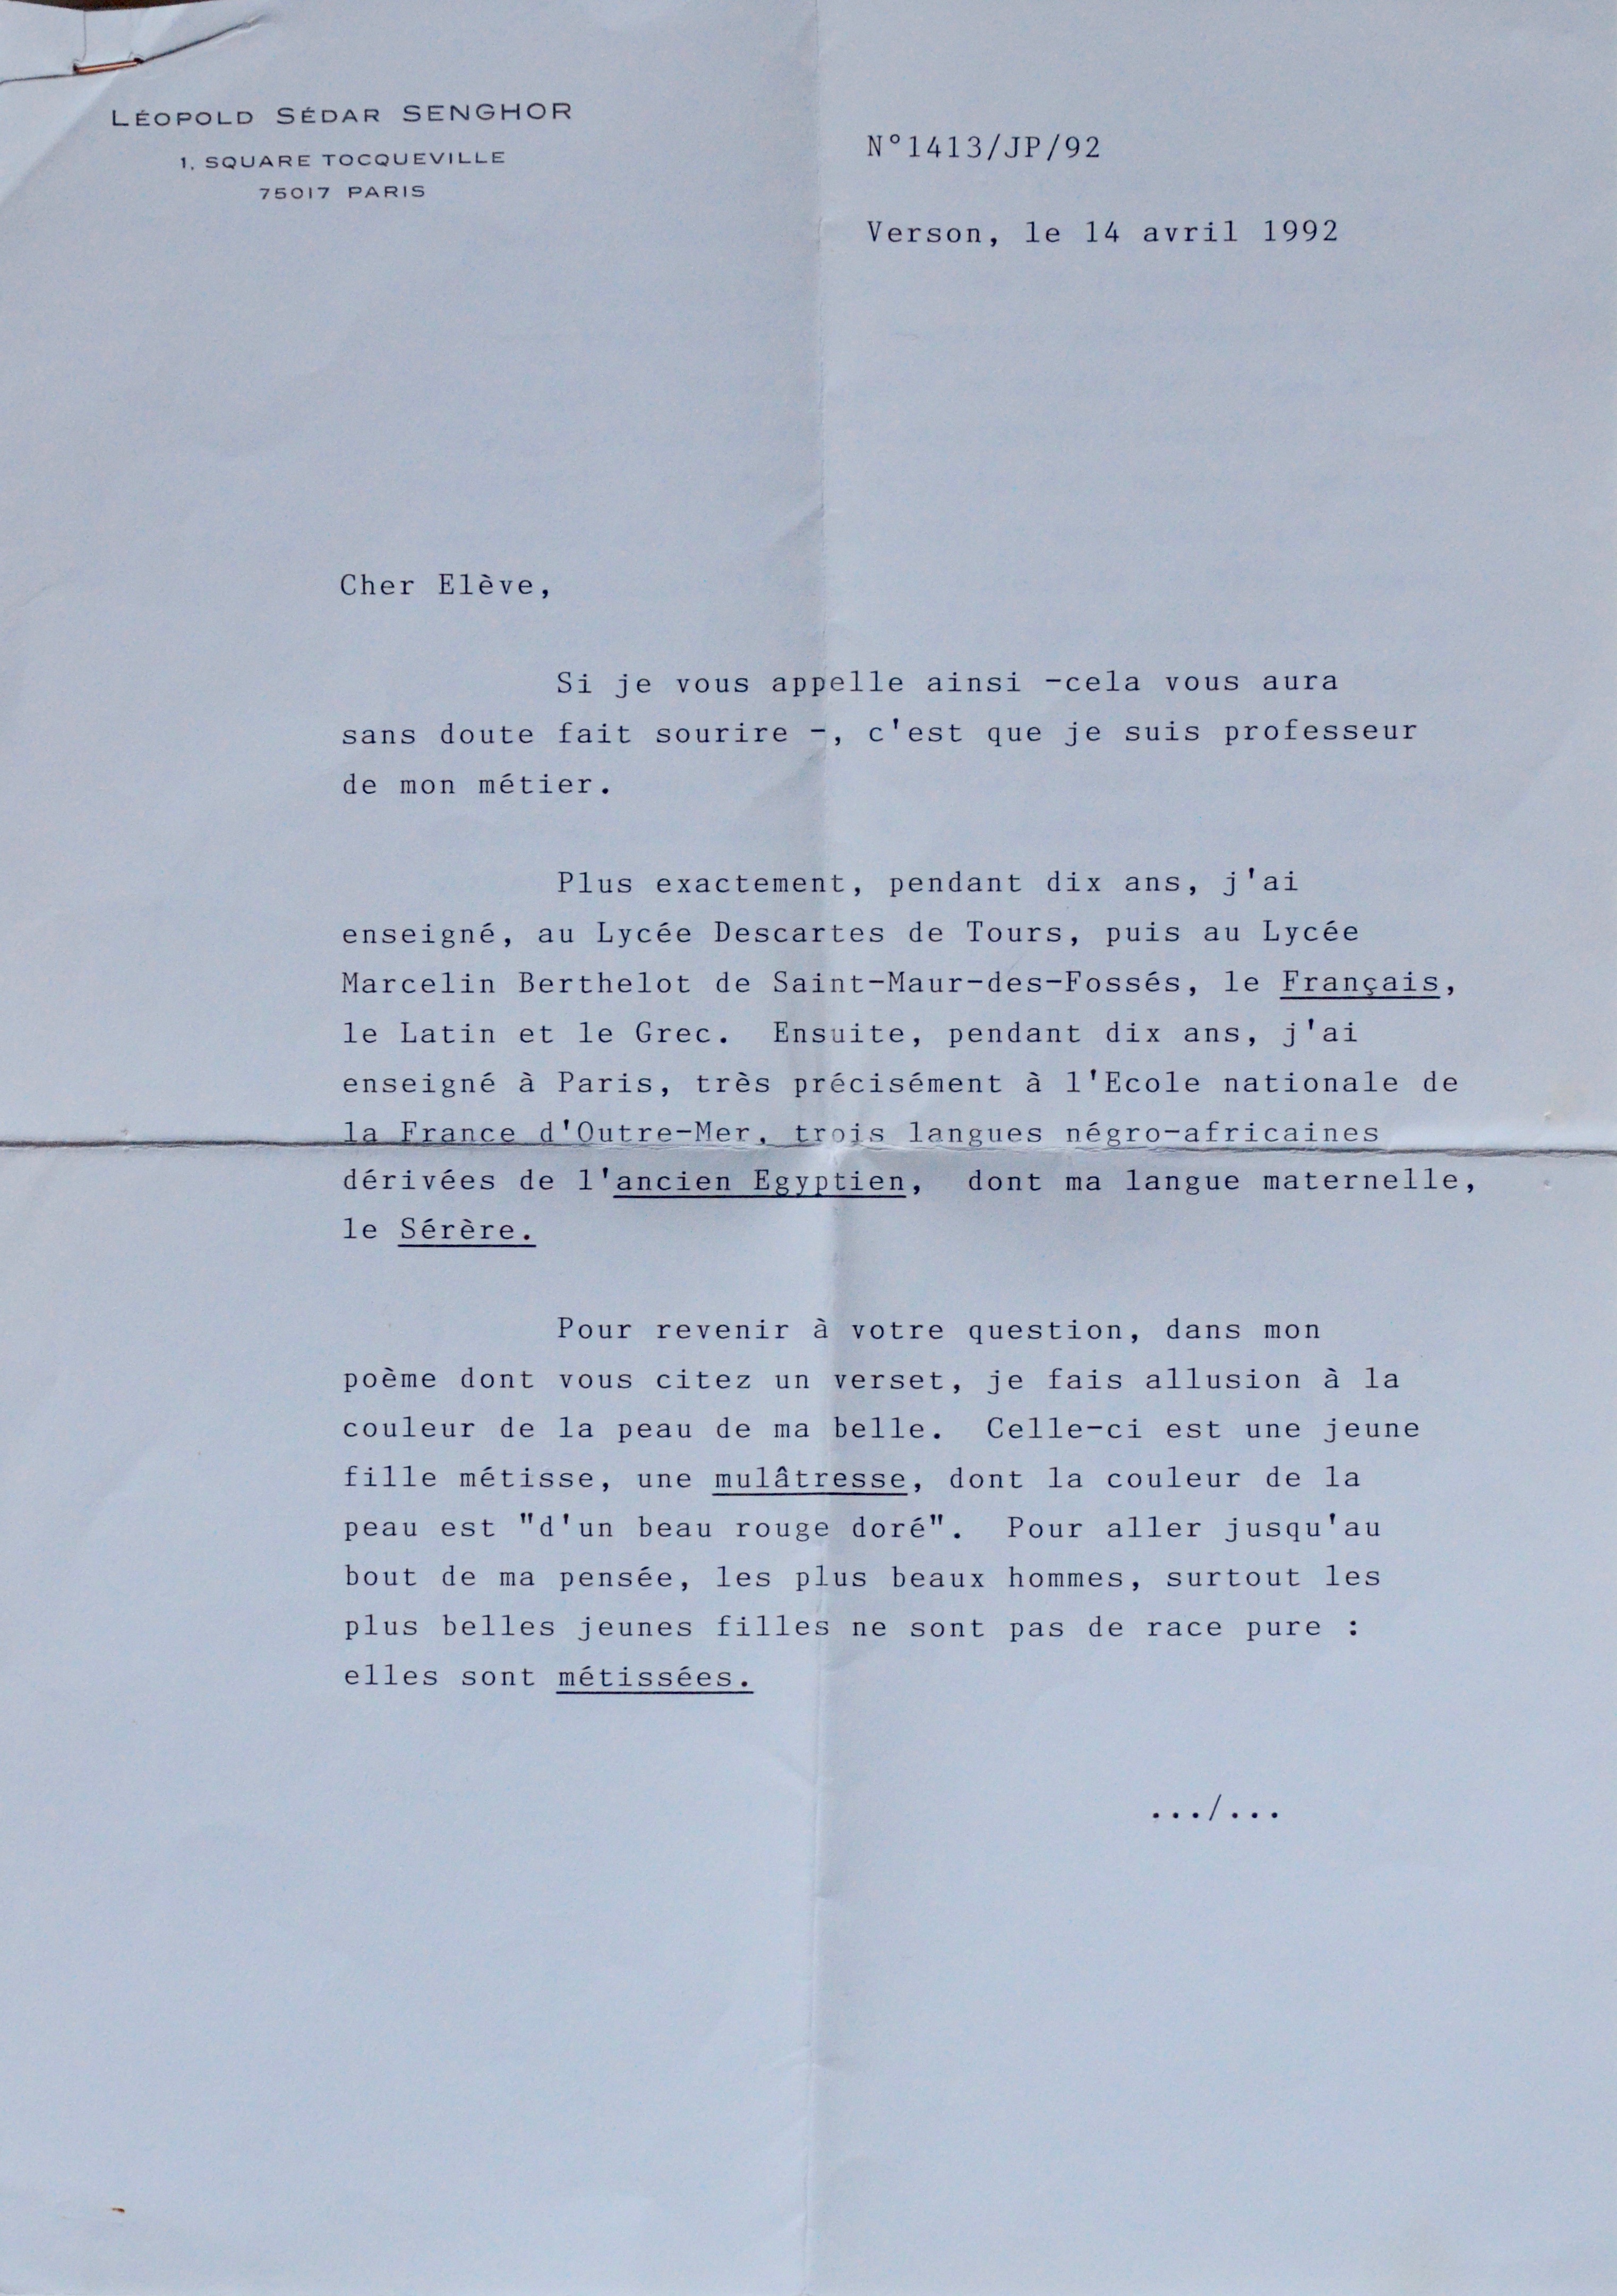 LÉOPOLD SÉDAR SENGHOR
1, SQUARE TOCQUEVILLE
75017 PARIS
N°1413/JP/92
Verson, le 14 avril 1992
Cher Elève,
Si je vous appelle ainsi -cela vous aura
sans doute fait sourire -, c'est que je suis professeur
de mon métier.
Plus exactement, pendant dix ans, j'ai
enseigné, au Lycée Descartes de Tours, puis au Lycée
Marcelin Berthelot de Saint-Maur-des-Fossés, le Français,
le Latin et le Grec. Ensuite, pendant dix ans, j'ai
enseigné à Paris, très précisément à l'Ecole nationale de
la France d'Outre-Mer, trois langues négro-africaines
dérivées de l'ancien Egyptien, dont ma langue maternelle,
le Sérère.
Pour revenir à votre question, dans mon
poème dont vous citez un verset, je fais allusion à la
couleur de la peau de ma belle. Celle-ci est une jeune
fille métisse, une mulâtresse, dont la couleur de la
peau est "d'un beau rouge doré". Pour aller jusqu'au
bout de ma pensée, les plus beaux hommes, surtout les
plus belles jeunes filles ne sont pas de race pure :
elles sont métissées.
.../...